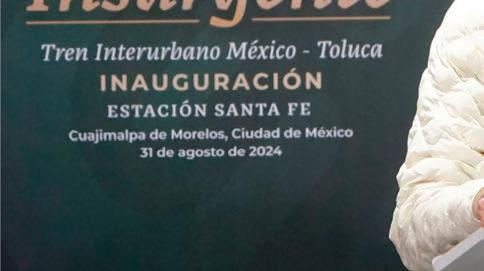 Insurgente
Tren Interurbano México - Toluca
INAUGURACIÓN
ESTACIÓN SANTA FE
Cuajimalpa de Morelos, Ciudad de México
31 de agosto de 2024